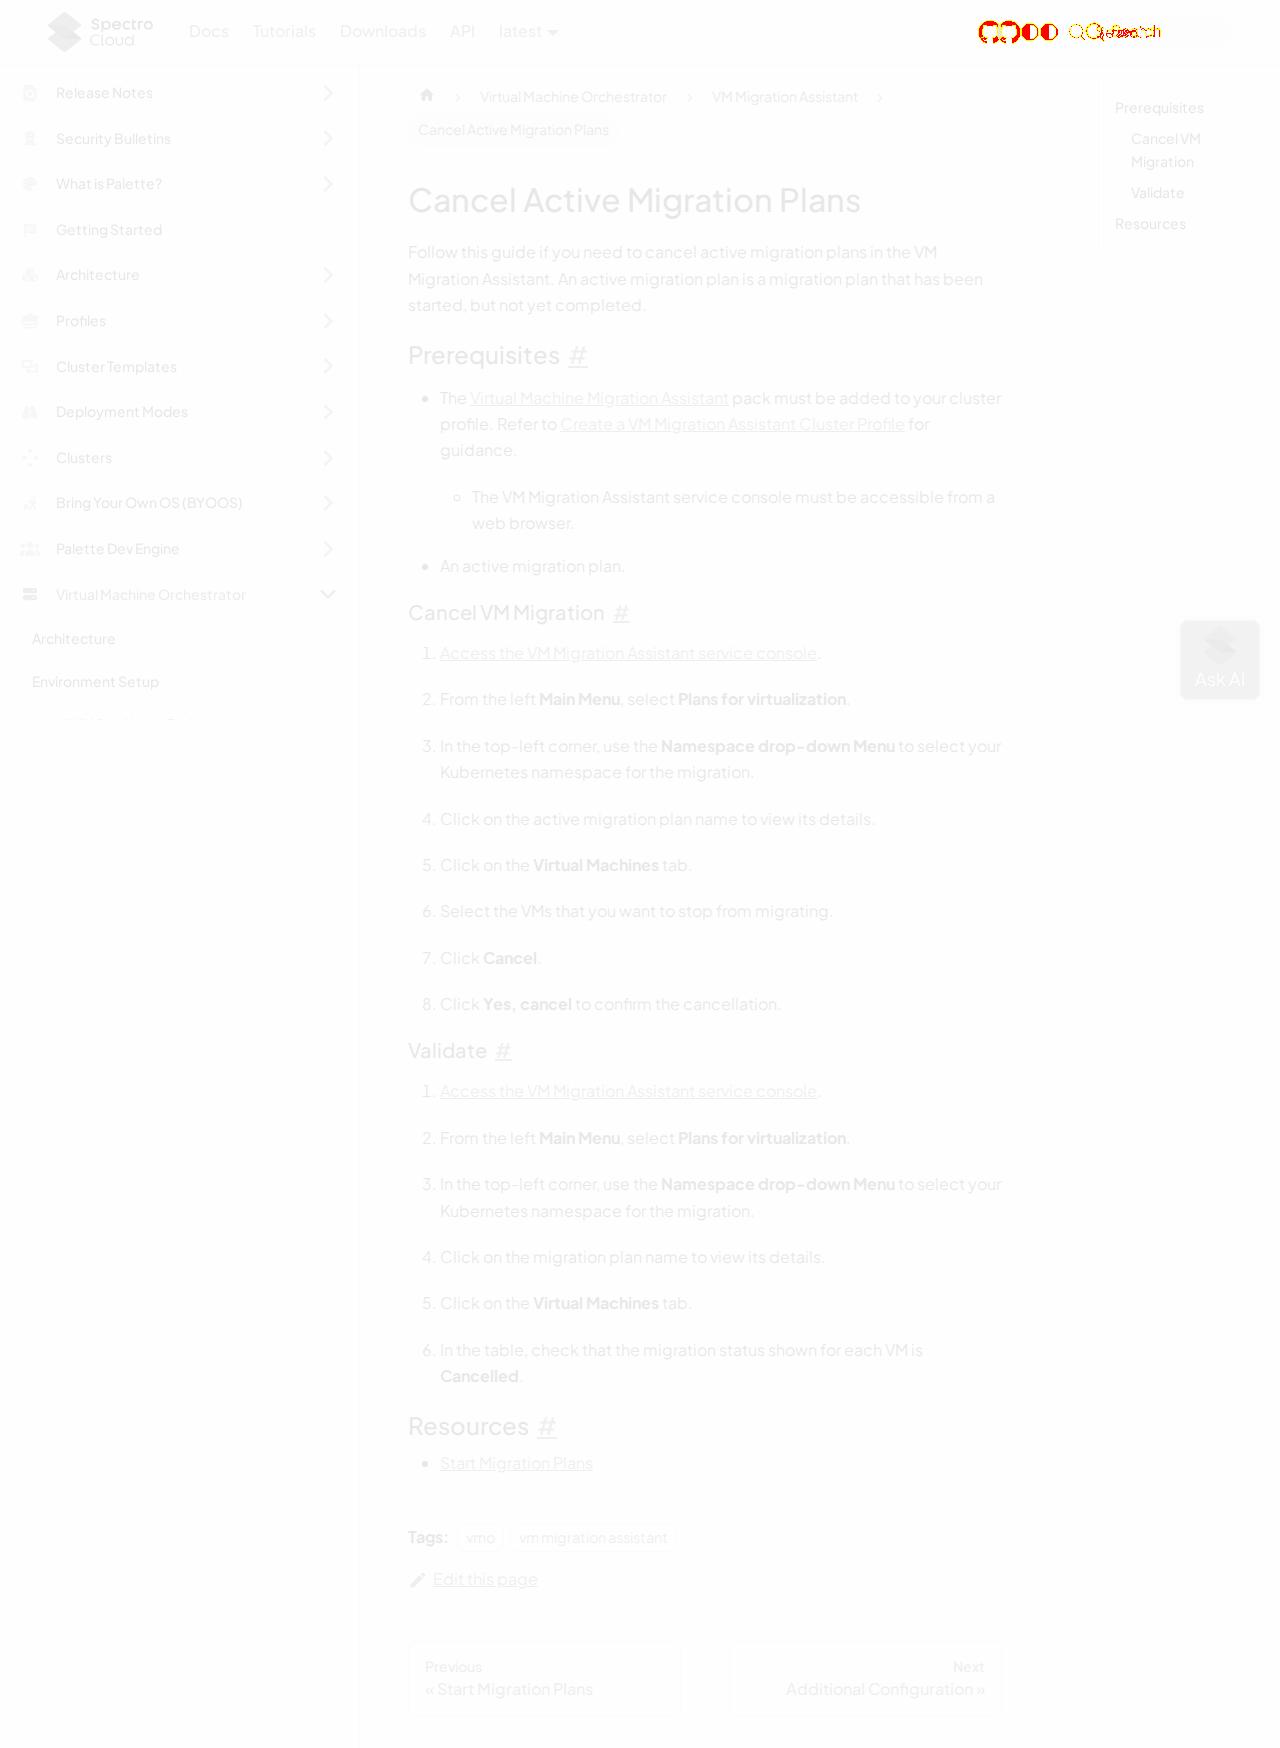 Spectro Cloud
Docs
Tutorials
Downloads
API
latest
Release Notes
Security Bulletins
What is Palette?
Getting Started
Architecture
Profiles
Cluster Templates
Deployment Modes
Clusters
Bring Your Own OS (BYOOS)
Palette Dev Engine
Virtual Machine Orchestrator
Architecture
Environment Setup
Virtual Machine Orchestrator
VM Migration Assistant
Cancel Active Migration Plans
Cancel Active Migration Plans
Follow this guide if you need to cancel active migration plans in the VM
Migration Assistant. An active migration plan is a migration plan that has been
started, but not yet completed.
Prerequisites #
• The Virtual Machine Migration Assistant pack must be added to your cluster
profile. Refer to Create a VM Migration Assistant Cluster Profile for
guidance.
◦ The VM Migration Assistant service console must be accessible from a
web browser.
• An active migration plan.
Cancel VM Migration #
1. Access the VM Migration Assistant service console.
2. From the left Main Menu, select Plans for virtualization.
3. In the top-left corner, use the Namespace drop-down Menu to select your
Kubernetes namespace for the migration.
4. Click on the active migration plan name to view its details.
5. Click on the Virtual Machines tab.
6. Select the VMs that you want to stop from migrating.
7. Click Cancel.
8. Click Yes, cancel to confirm the cancellation.
Validate #
1. Access the VM Migration Assistant service console.
2. From the left Main Menu, select Plans for virtualization.
3. In the top-left corner, use the Namespace drop-down Menu to select your
Kubernetes namespace for the migration.
4. Click on the migration plan name to view its details.
5. Click on the Virtual Machines tab.
6. In the table, check that the migration status shown for each VM is
Cancelled.
Resources #
• Start Migration Plans
Tags: vmo vm migration assistant
Edit this page
Previous
« Start Migration Plans
Next
Additional Configuration »
Prerequisites
Cancel VM
Migration
Validate
Resources
Ask AI